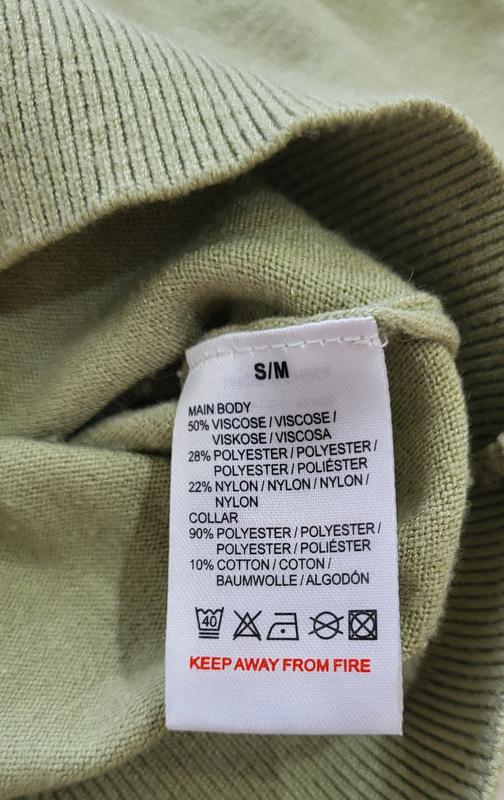 S/M
MAIN BODY
50% VISCOSE / VISCOSE /
VISKOSE / VISCOSA
28% POLYESTER / POLYESTER /
POLYESTER / POLIÉSTER
22% NYLON / NYLON / NYLON /
NYLON
COLLAR
90% POLYESTER / POLYESTER /
POLYESTER / POLIÉSTER
10% COTTON / COTON /
BAUMWOLLE / ALGODÓN
40
KEEP AWAY FROM FIRE